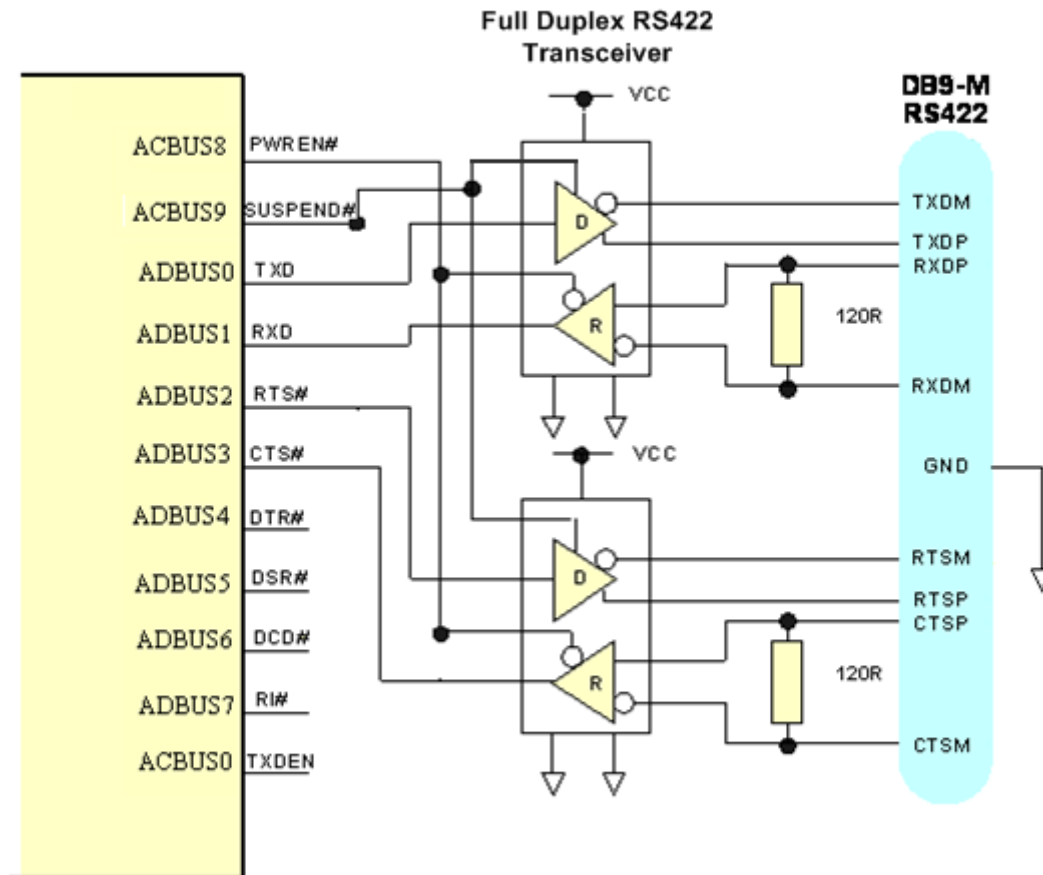 Full Duplex RS422
Transceiver
VCC
DB9-M
RS422
ACBUS8 PWREN#
ACBUS9 SUSPEND#
ADBUS0 TXD
ADBUS1 RXD
ADBUS2 RTS#
ADBUS3 CTS#
ADBUS4 DTR#
ADBUS5 DSR#
ADBUS6 DCD#
ADBUS7 RI#
ACBUS0 TXDEN
D
R
VCC
D
R
120R
120R
TXDM
TXDP
RXDP
RXDM
GND
RTSM
RTSP
CTSP
CTSM